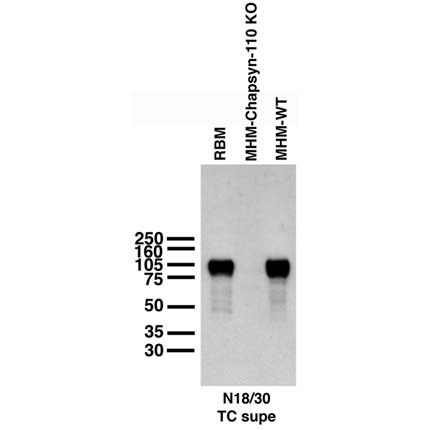 RBM
MHM-Chapsyn-110 KO
MHM-WT
250
160
105
75
50
35
30
N18/30
TC supe